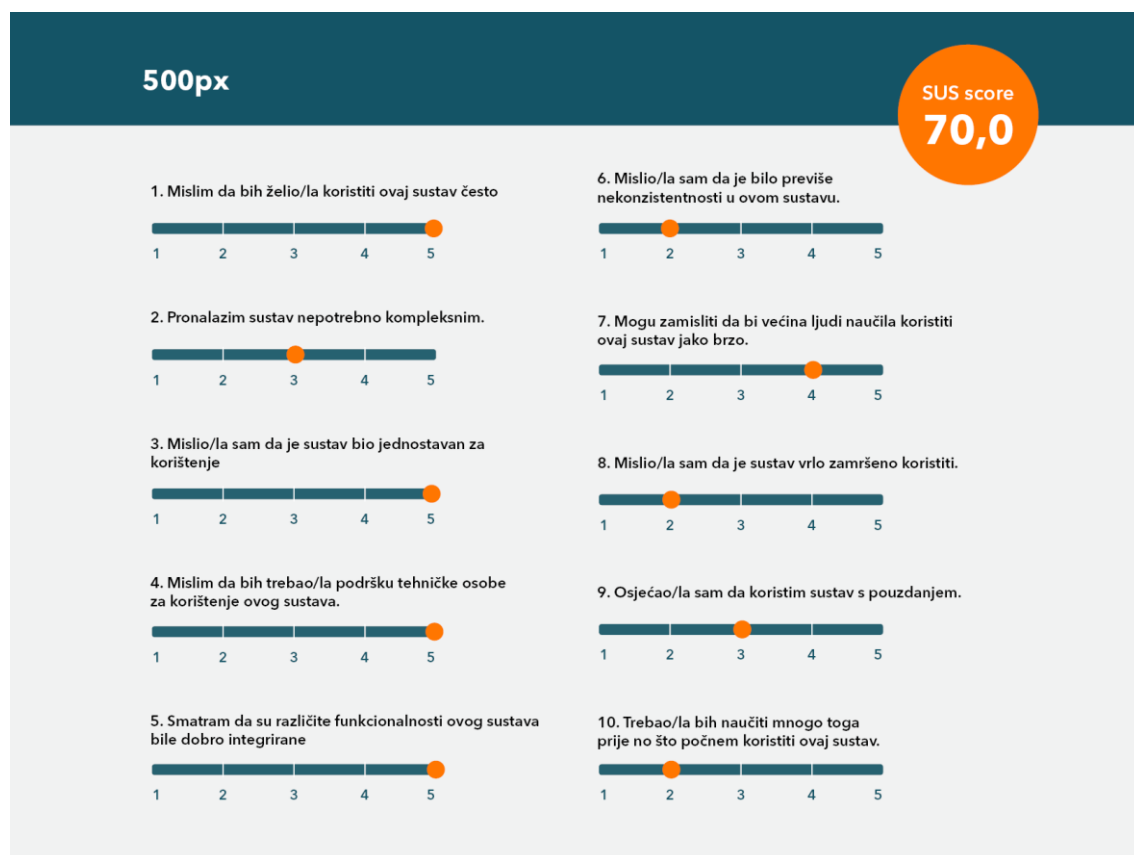 500px
SUS score
70,0
1. Mislim da bih želio/la koristiti ovaj sustav često
1 2 3 4 5
2. Pronalazim sustav nepotrebno kompleksnim.
1 2 3 4 5
3. Mislio/la sam da je sustav bio jednostavan za
korištenje
1 2 3 4 5
4. Mislim da bih trebao/la podršku tehničke osobe
za korištenje ovog sustava.
1 2 3 4 5
5. Smatram da su različite funkcionalnosti ovog sustava
bile dobro integrirane
1 2 3 4 5
6. Mislio/la sam da je bilo previše
nekonzistentnosti u ovom sustavu.
1 2 3 4 5
7. Mogu zamisliti da bi većina ljudi naučila koristiti
ovaj sustav jako brzo.
1 2 3 4 5
8. Mislio/la sam da je sustav vrlo zamršeno koristiti.
1 2 3 4 5
9. Osjećao/la sam da koristim sustav s pouzdanjem.
1 2 3 4 5
10. Trebao/la bih naučiti mnogo toga
prije no što počnem koristiti ovaj sustav.
1 2 3 4 5